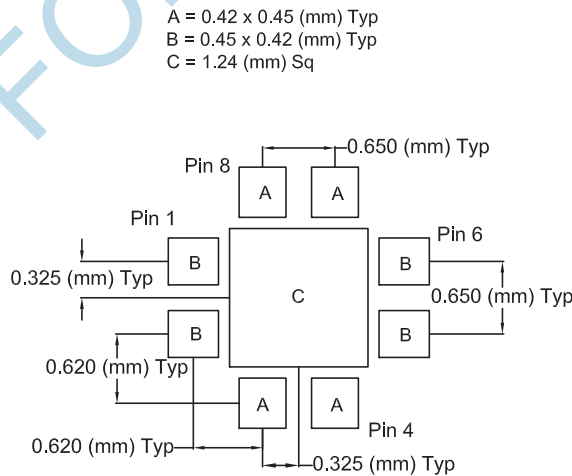 FO
A = 0.42 x 0.45 (mm) Typ
B = 0.45 x 0.42 (mm) Typ
C = 1.24 (mm) Sq
0.650 (mm) Typ
Pin 8
A
A
Pin 1
Pin 6
B
B
0.325 (mm) Typ
C
0.650 (mm) Typ
B
B
0.620 (mm) Typ
A
A
Pin 4
0.620 (mm) Typ
0.325 (mm) Typ